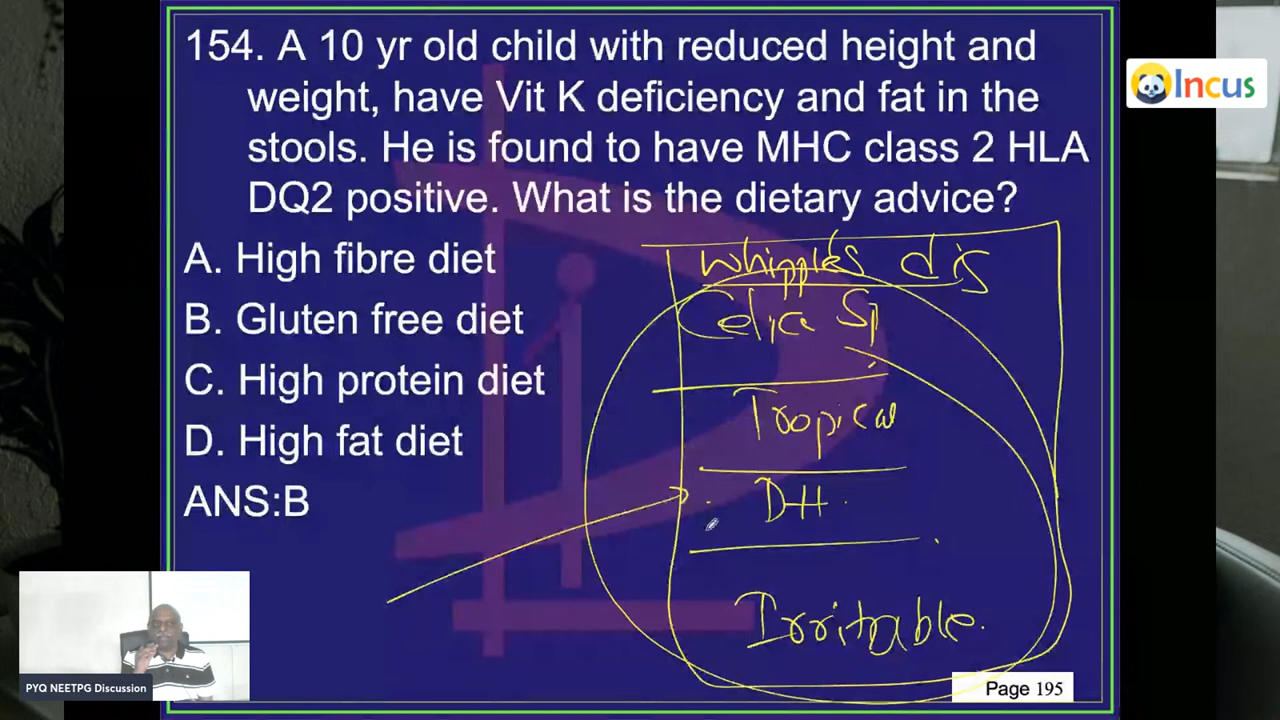 154. A 10 yr old child with reduced height and
weight, have Vit K deficiency and fat in the
stools. He is found to have MHC class 2 HLA
DQ2 positive. What is the dietary advice?
A. High fibre diet
B. Gluten free diet
C. High protein diet
D. High fat diet
ANS:B
Incus
Whipples dis
Celiac Sp
Tropical
DH
Irritable
PYQ NEETPG Discussion
Page 195